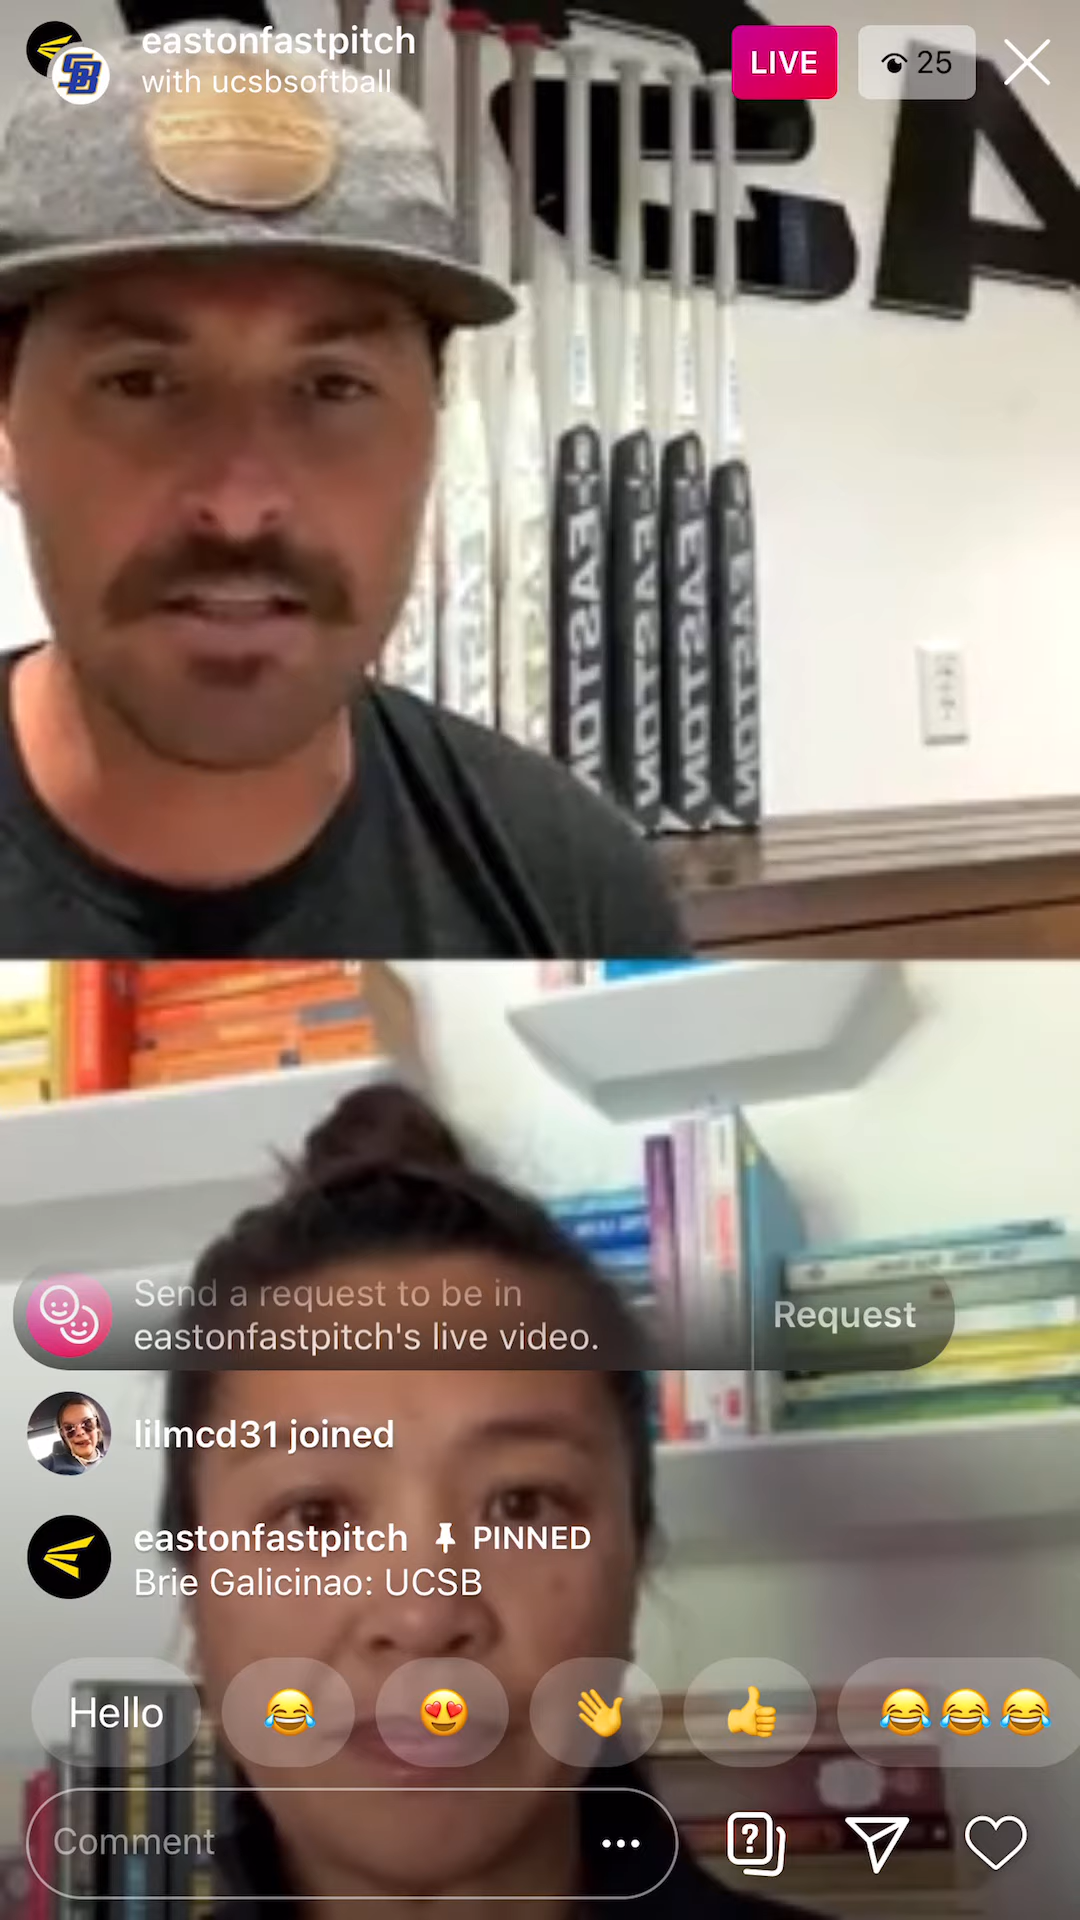 eastonfastpitch
with ucsbsoftball
LIVE
25
SB
EASTON
EASTON
EASTON
EASTON
Send a request to be in
eastonfastpitch's live video.
Request
lilmcd31 joined
eastonfastpitch PINNED
Brie Galicinao: UCSB
Hello
Comment